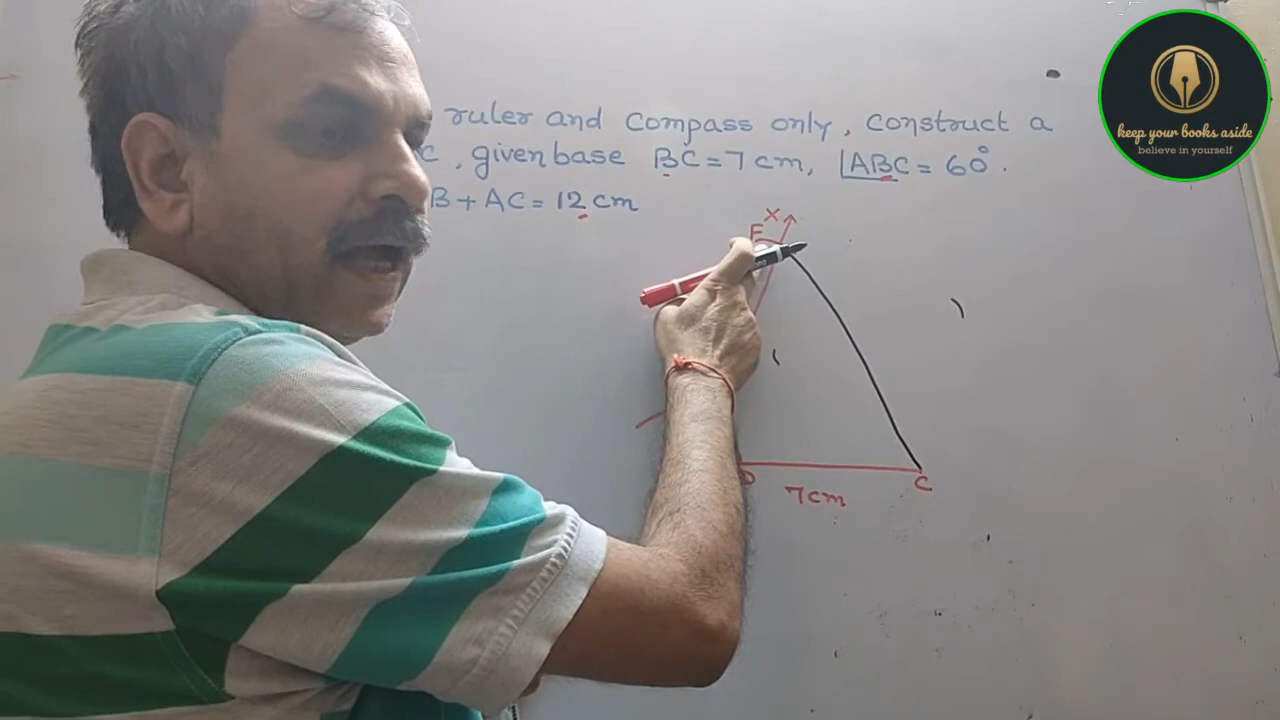 ruler and compass only, construct a
C, given base BC = 7 cm, ∠ABC = 60°.
B + AC = 12 cm
X
F
7cm
C
keep your books aside
believe in yourself